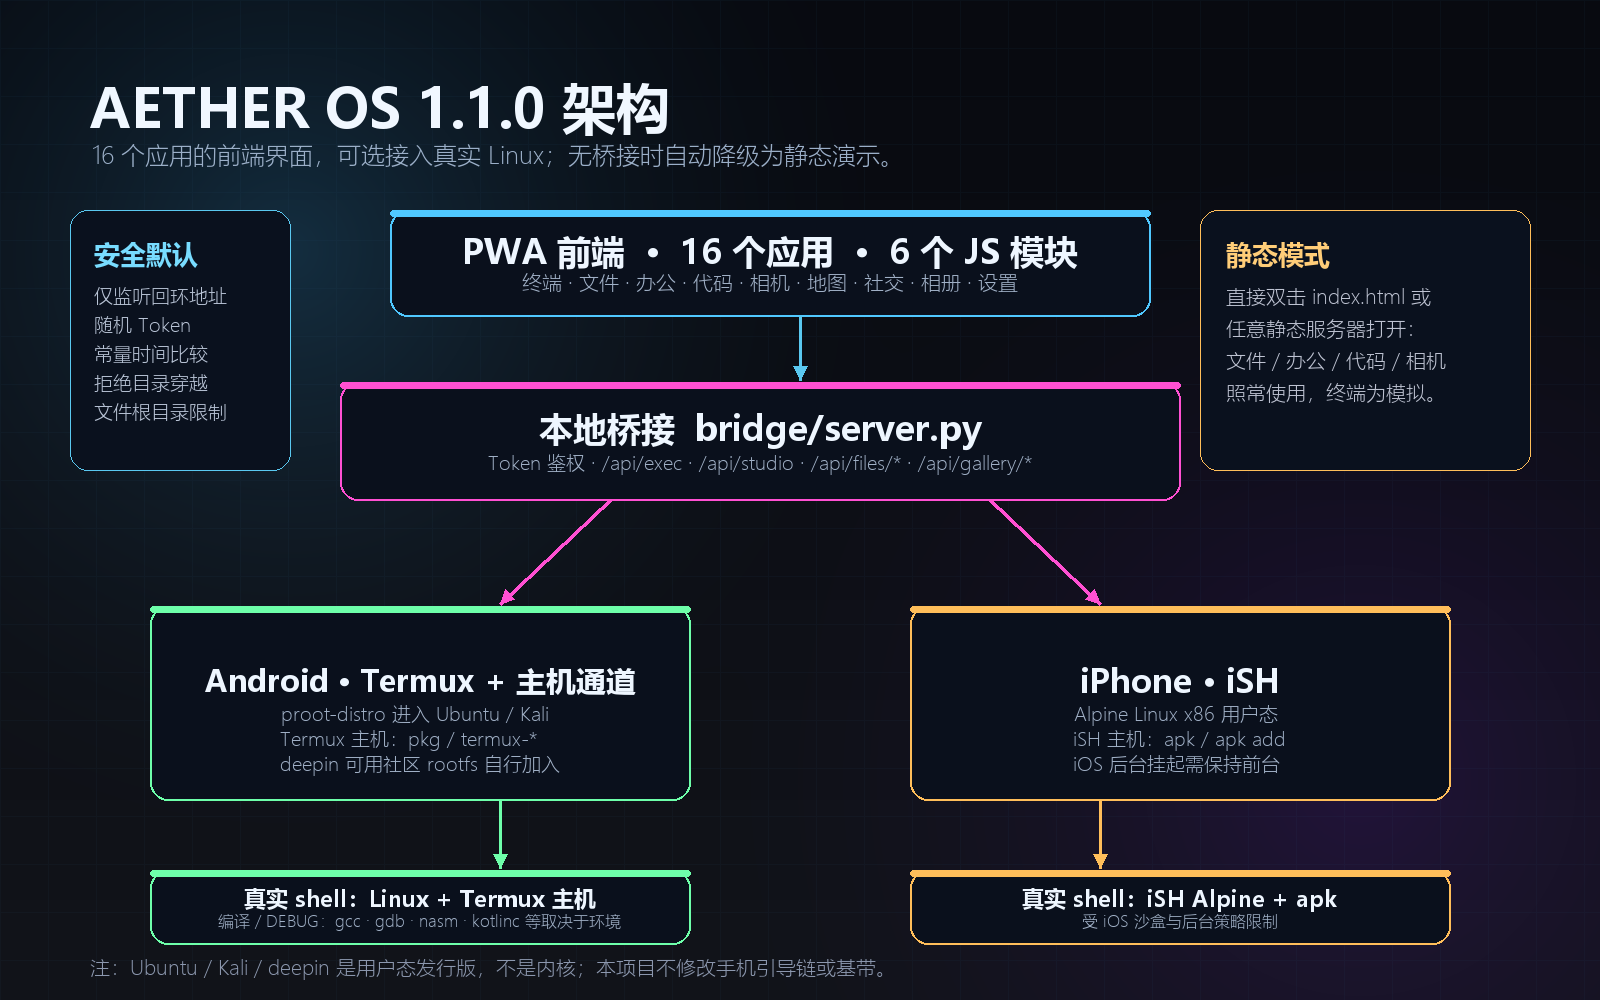 AETHER OS 1.1.0 架构
16 个应用的前端界面，可选接入真实 Linux；无桥接时自动降级为静态演示。
安全默认
仅监听回环地址
随机 Token
常量时间比较
拒绝目录穿越
文件根目录限制
PWA 前端 • 16 个应用 • 6 个 JS 模块
终端 · 文件 · 办公 · 代码 · 相机 · 地图 · 社交 · 相册 · 设置
静态模式
直接双击 index.html 或
任意静态服务器打开：
文件 / 办公 / 代码 / 相机
照常使用，终端为模拟。
本地桥接 bridge/server.py
Token 鉴权 · /api/exec · /api/studio · /api/files/* · /api/gallery/*
Android • Termux + 主机通道
proot-distro 进入 Ubuntu / Kali
Termux 主机：pkg / termux-*
deepin 可用社区 rootfs 自行加入
iPhone • iSH
Alpine Linux x86 用户态
iSH 主机：apk / apk add
iOS 后台挂起需保持前台
真实 shell：Linux + Termux 主机
编译 / DEBUG：gcc · gdb · nasm · kotlinc 等取决于环境
真实 shell：iSH Alpine + apk
受 iOS 沙盒与后台策略限制
注：Ubuntu / Kali / deepin 是用户态发行版，不是内核；本项目不修改手机引导链或基带。